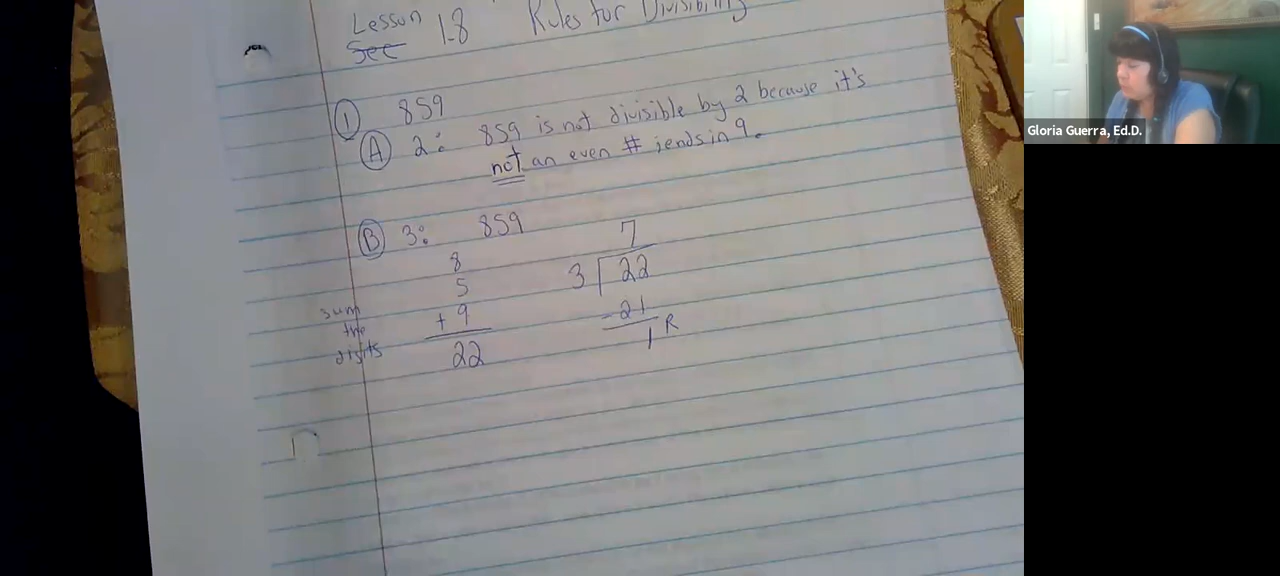 Lesson
See 1.8 Rules for Divisibility
1 859
A 2: 859 is not divisible by 2 because it's
not an even #; ends in 9.
B 3: 859
8
5
+ 9
22
sum
the
digits
7
3 22
- 21
1 R
Gloria Guerra, Ed.D.